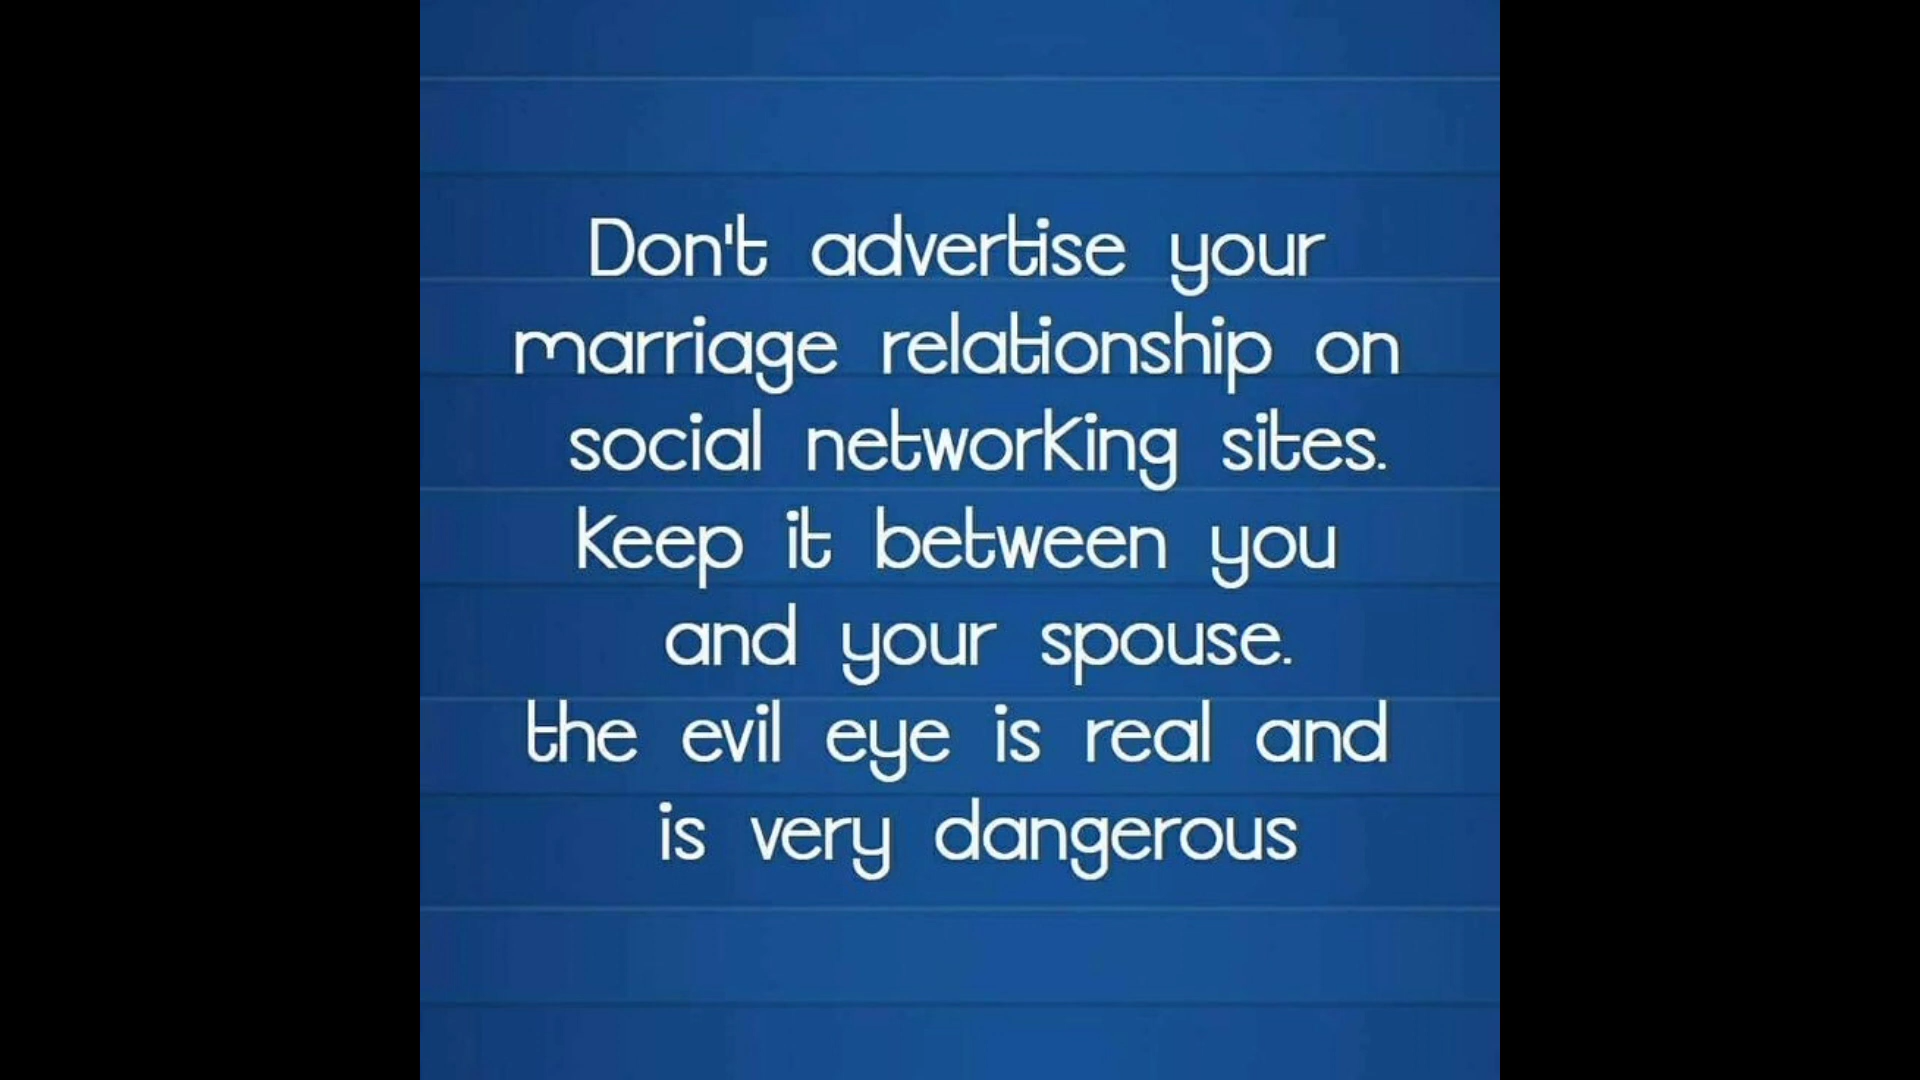 Don't advertise your
marriage relationship on
social networking sites.
Keep it between you
and your spouse.
the evil eye is real and
is very dangerous